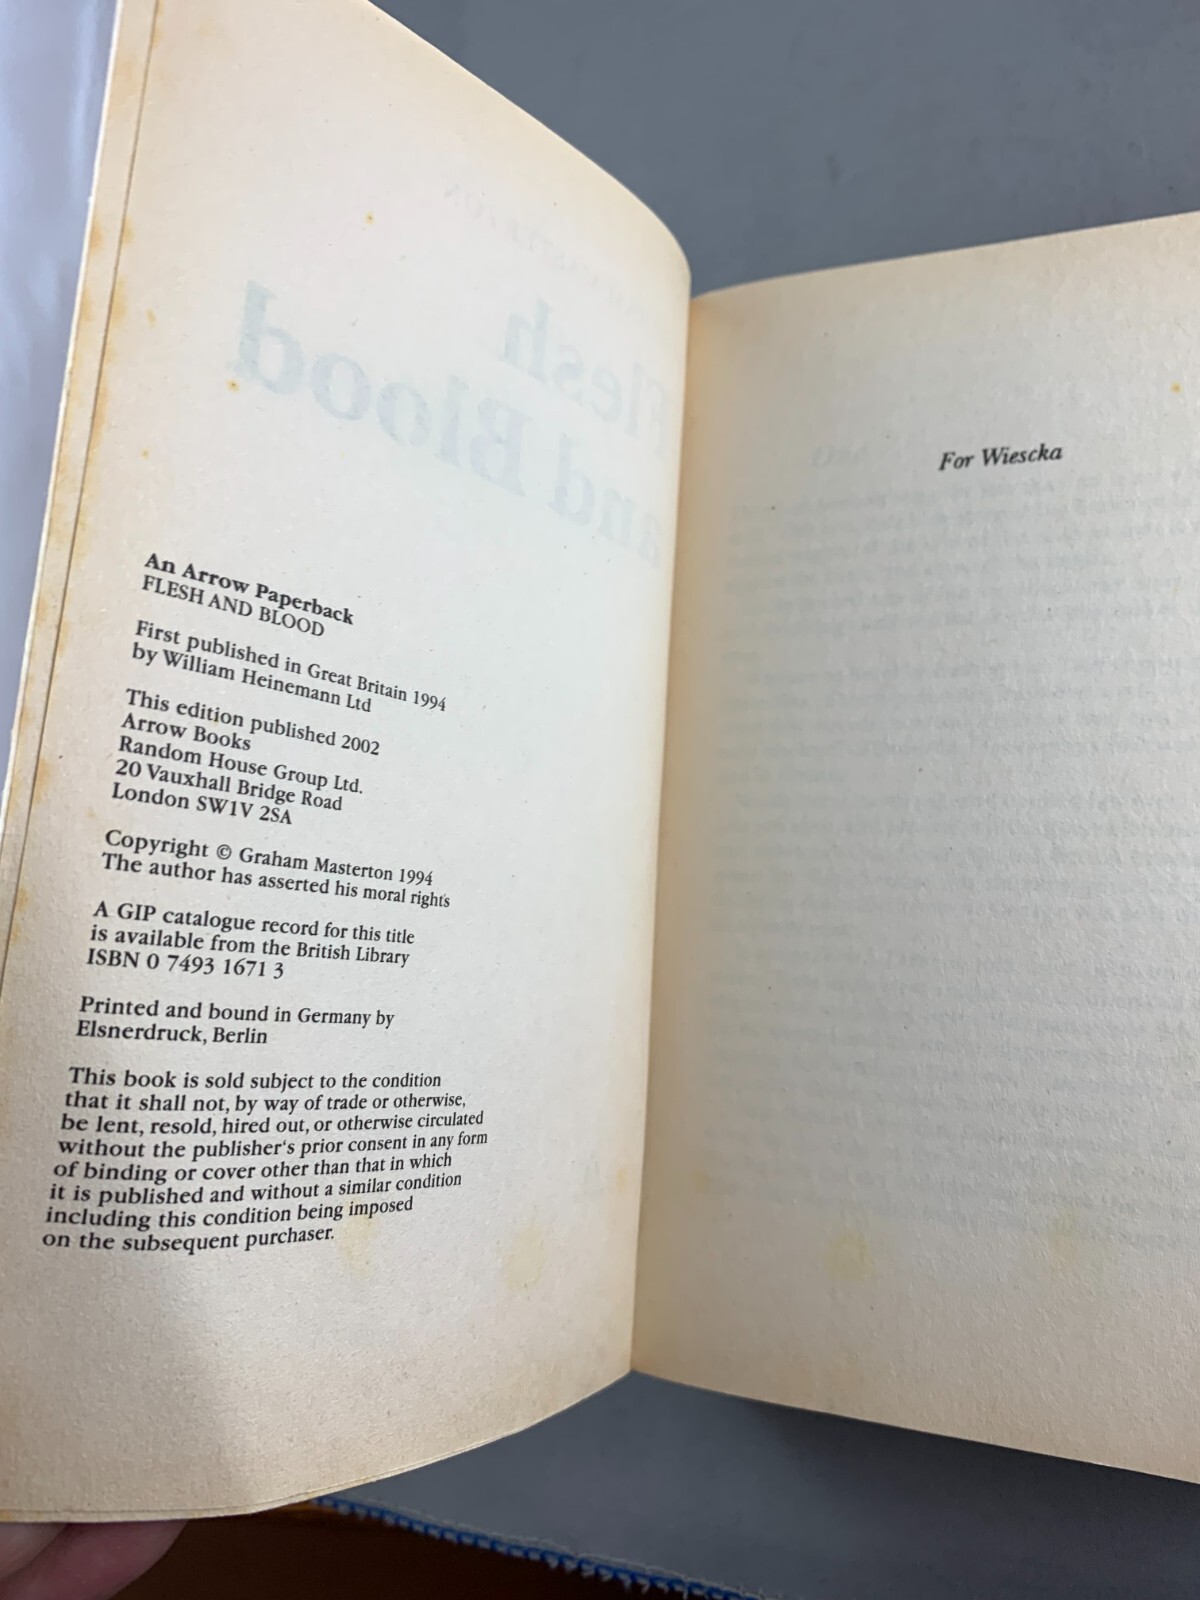 An Arrow Paperback
FLESH AND BLOOD
First published in Great Britain 1994
by William Heinemann Ltd
This edition published 2002
Arrow Books
Random House Group Ltd.
20 Vauxhall Bridge Road
London SW1V 2SA
Copyright © Graham Masterton 1994
The author has asserted his moral rights
A GIP catalogue record for this title
is available from the British Library
ISBN 0 7493 1671 3
Printed and bound in Germany by
Elsnerdruck, Berlin
This book is sold subject to the condition
that it shall not, by way of trade or otherwise,
be lent, resold, hired out, or otherwise circulated
without the publisher‘s prior consent in any form
of binding or cover other than that in which
it is published and without a similar condition
including this condition being imposed
on the subsequent purchaser.
For Wiescka